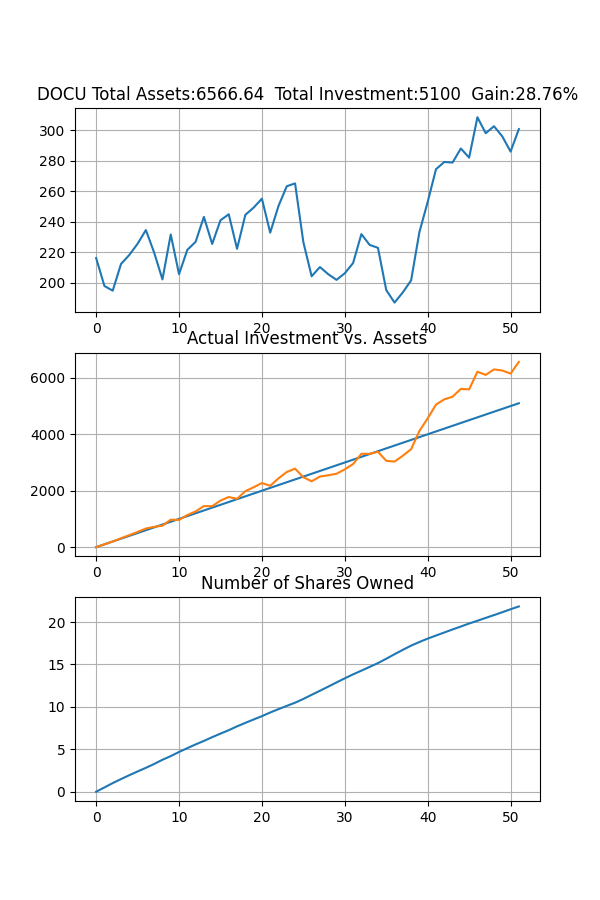 DOCU Total Assets:6566.64  Total Investment:5100  Gain:28.76%
300
280
260
240
220
200
0 10 20 30 40 50
Actual Investment vs. Assets
6000
4000
2000
0
0 10 20 30 40 50
Number of Shares Owned
20
15
10
5
0
0 10 20 30 40 50